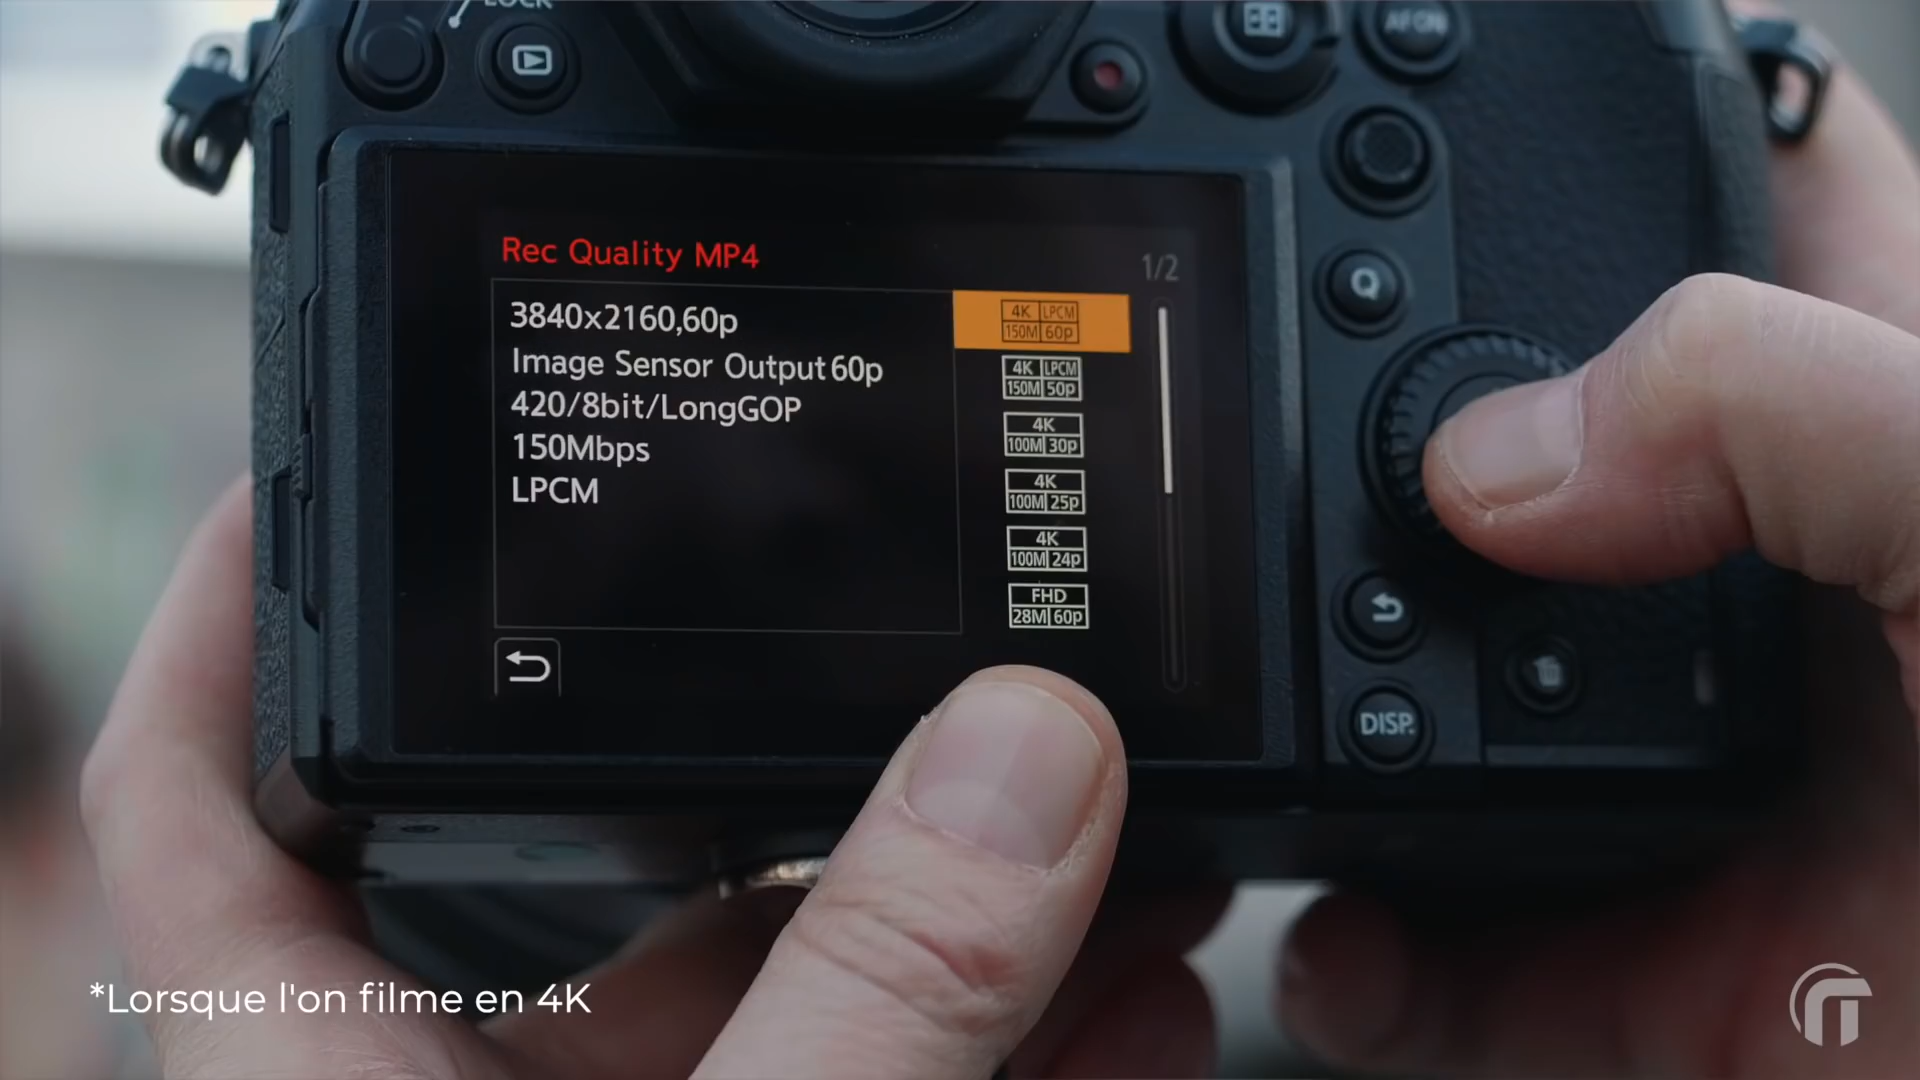 LOCK
AF ON
Rec Quality MP4
1/2
3840x2160,60p
Image Sensor Output 60p
420/8bit/LongGOP
150Mbps
LPCM
4K LPCM
150M 60p
4K LPCM
150M 50p
4K
100M 30p
4K
100M 25p
4K
100M 24p
FHD
28M 60p
Q
DISP.
*Lorsque l'on filme en 4K